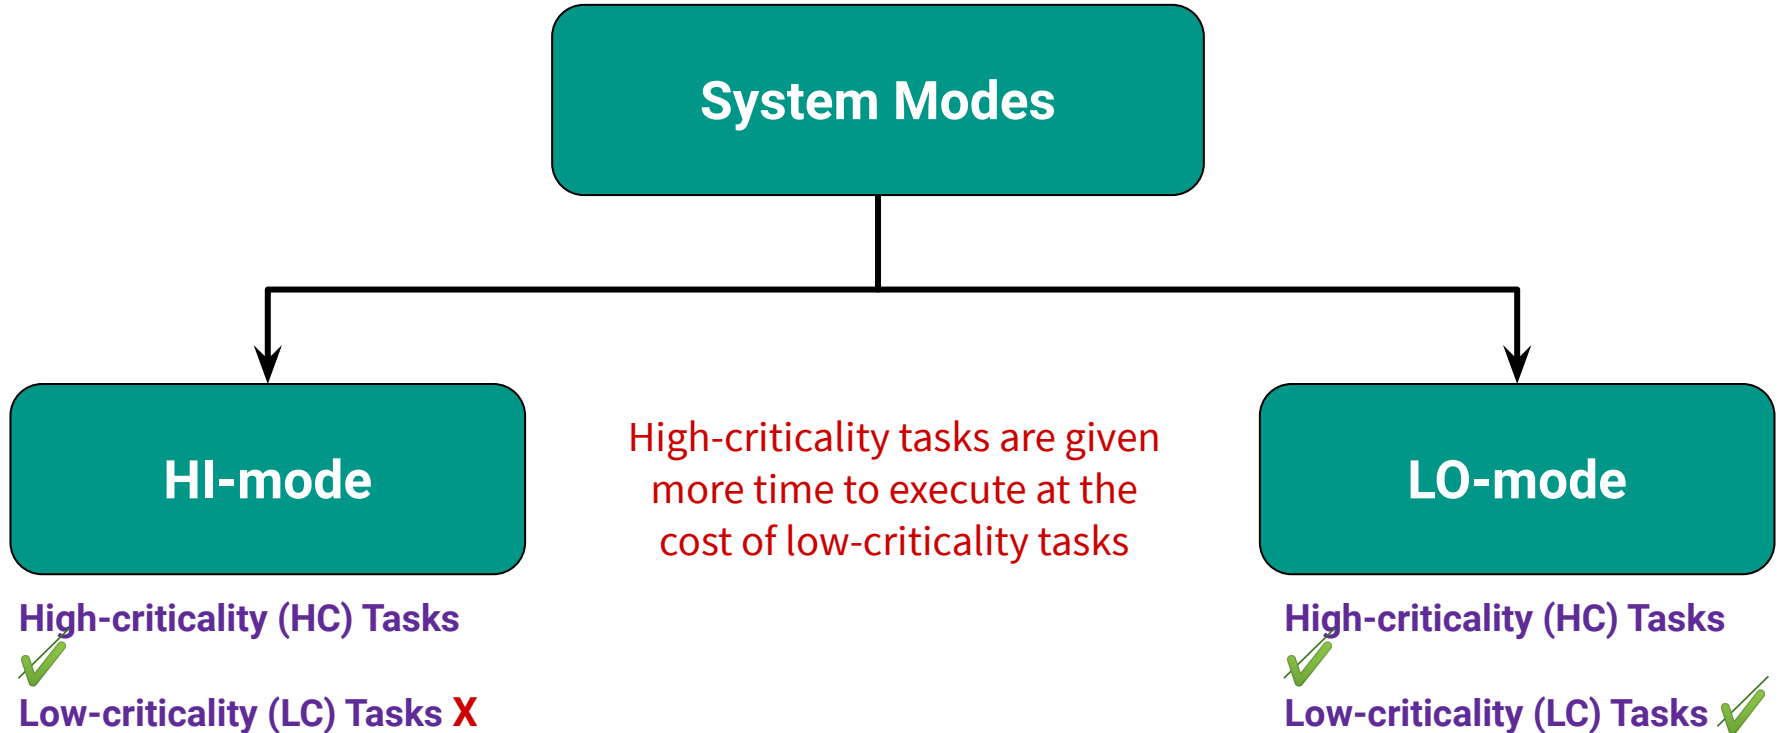 System Modes
HI-mode
High-criticality tasks are given
more time to execute at the
cost of low-criticality tasks
LO-mode
High-criticality (HC) Tasks
✔
Low-criticality (LC) Tasks X
High-criticality (HC) Tasks
✔
Low-criticality (LC) Tasks ✔